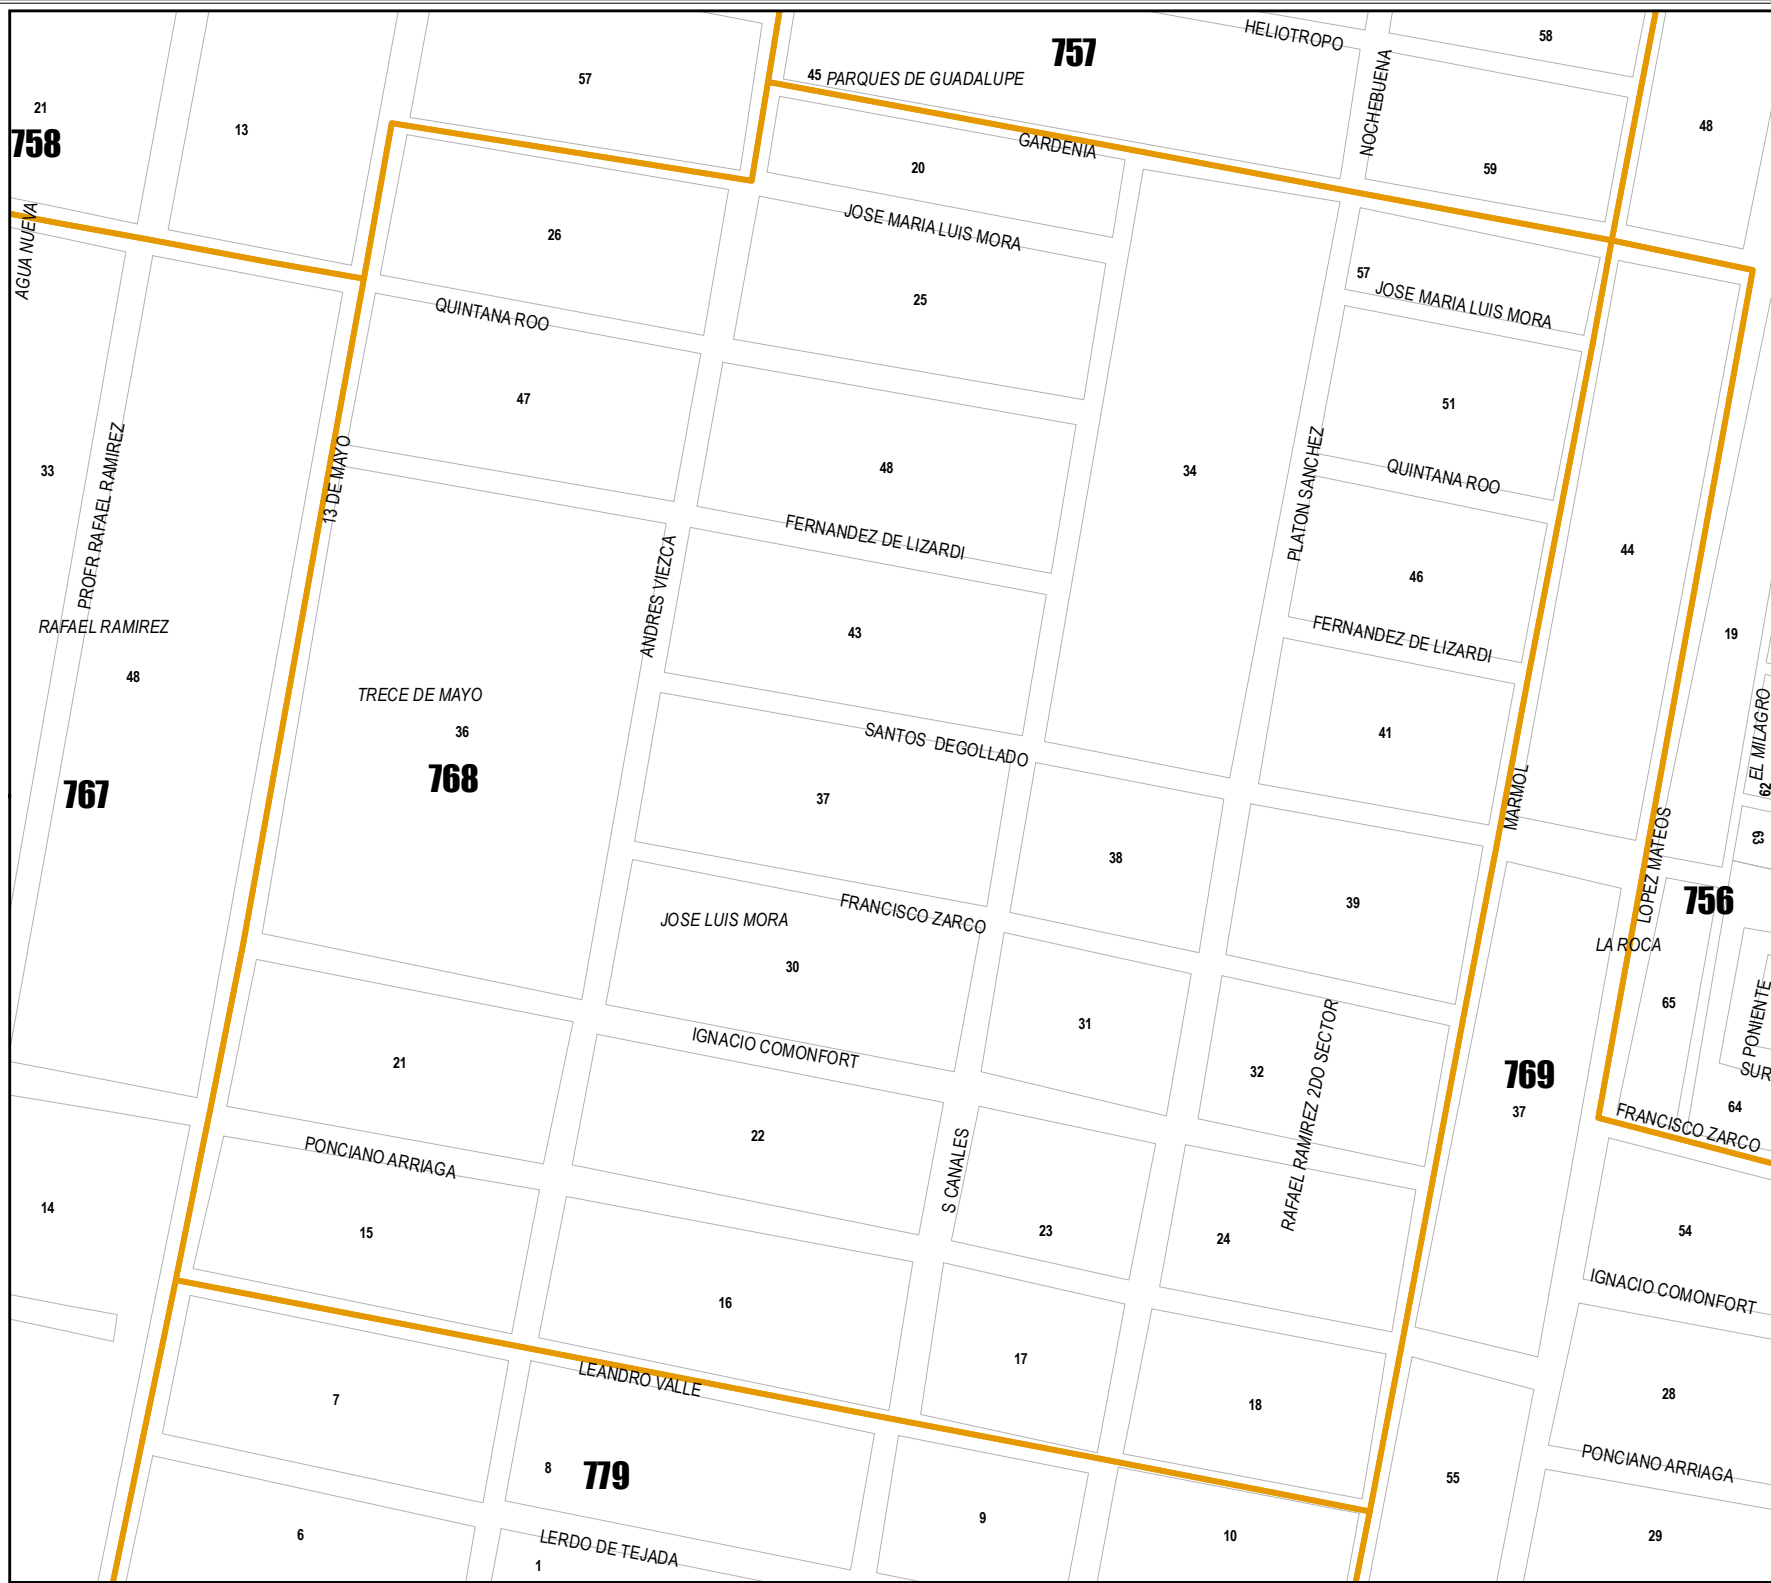 HELIOTROPO
58
757
45 PARQUES DE GUADALUPE
57
NOCHEBUENA
21
13
48
758
GARDENIA
20
59
AGUA NUEVA
JOSE MARIA LUIS MORA
26
57
JOSE MARIA LUIS MORA
25
QUINTANA ROO
47
51
33
PROFR RAFAEL RAMIREZ
13 DE MAYO
48
34
PLATON SANCHEZ
QUINTANA ROO
FERNANDEZ DE LIZARDI
44
46
ANDRES VIEZCA
RAFAEL RAMIREZ
43
FERNANDEZ DE LIZARDI
19
48
TRECE DE MAYO
36
SANTOS DEGOLLADO
41
EL MILAGRO
62
768
767
37
MARMOL
LOPEZ MATEOS
63
38
756
39
FRANCISCO ZARCO
JOSE LUIS MORA
LA ROCA
30
65
PONIENTE
31
RAFAEL RAMIREZ 2DO SECTOR
IGNACIO COMONFORT
21
32
769
SUR
37
64
FRANCISCO ZARCO
22
PONCIANO ARRIAGA
S CANALES
14
15
23
24
54
IGNACIO COMONFORT
16
17
LEANDRO VALLE
7
18
28
PONCIANO ARRIAGA
8
779
55
9
6
10
29
LERDO DE TEJADA
1